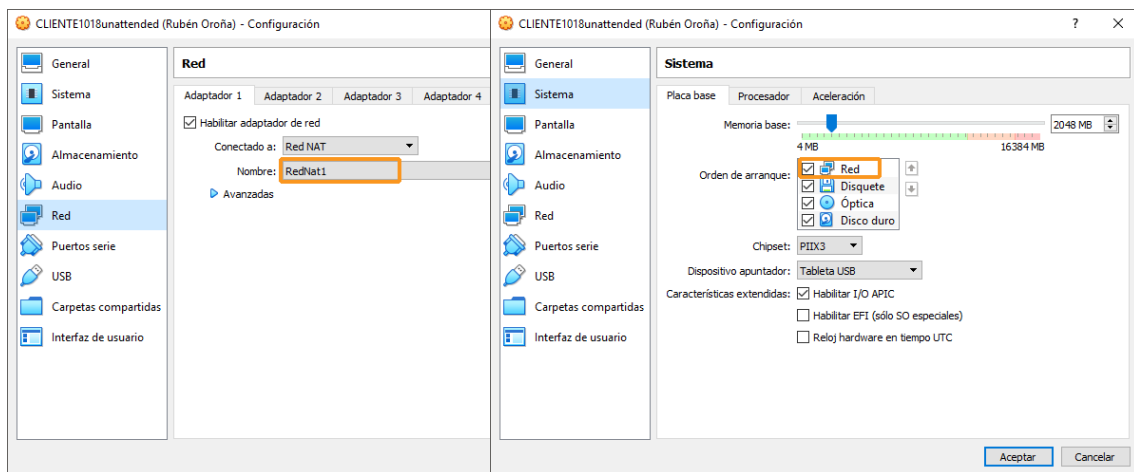 CLIENTE1018unattended (Rubén Oroña) - Configuración
General
Sistema
Pantalla
Almacenamiento
Audio
Red
Puertos serie
USB
Carpetas compartidas
Interfaz de usuario
Red
Adaptador 1 Adaptador 2 Adaptador 3 Adaptador 4
Habilitar adaptador de red
Conectado a: Red NAT
Nombre: RedNat1
Avanzadas
CLIENTE1018unattended (Rubén Oroña) - Configuración ? X
General
Sistema
Pantalla
Almacenamiento
Audio
Red
Puertos serie
USB
Carpetas compartidas
Interfaz de usuario
Sistema
Placa base Procesador Aceleración
Memoria base: 2048 MB
4 MB 16384 MB
Orden de arranque: Red
Disquete
Óptica
Disco duro
Chipset: PIIX3
Dispositivo apuntador: Tableta USB
Características extendidas: Habilitar I/O APIC
Habilitar EFI (sólo SO especiales)
Reloj hardware en tiempo UTC
Aceptar Cancelar